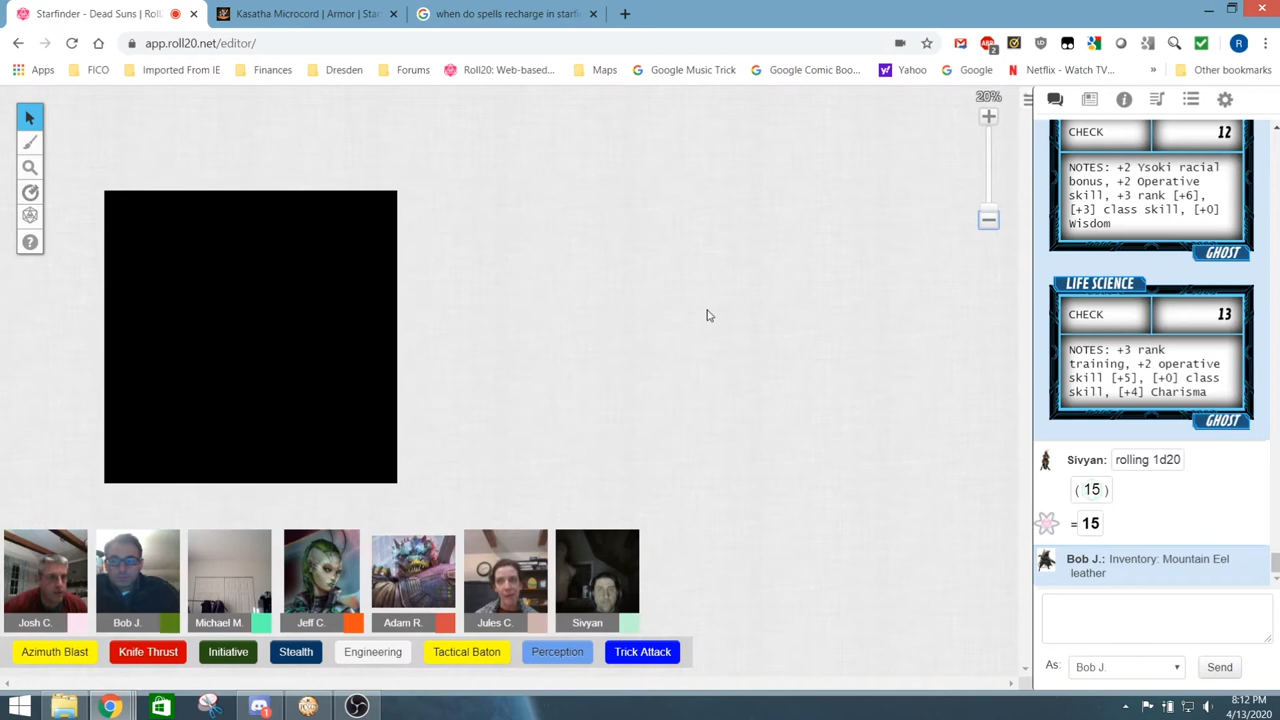 Starfinder - Dead Suns | Roll
Kasatha Microcord | Armor | Sta
when do spells recharge in starfi
app.roll20.net/editor/
2
R
Apps
FICO
Imported From IE
Finances
Dresden
Forums
Roll20: Web-based...
Maps
Google Music Trick
Google Comic Boo...
Yahoo
Google
Netflix - Watch TV...
»
Other bookmarks
20%
CHECK 12
NOTES: +2 Ysoki racial
bonus, +2 Operative
skill, +3 rank [+6],
[+3] class skill, [+0]
Wisdom
GHOST
LIFE SCIENCE
CHECK 13
NOTES: +3 rank
training, +2 operative
skill [+5], [+0] class
skill, [+4] Charisma
GHOST
Sivyan: rolling 1d20
(15)
=15
Bob J.: Inventory: Mountain Eel
leather
Josh C.
Bob J.
Michael M.
Jeff C.
Adam R.
Jules C.
Sivyan
Azimuth Blast
Knife Thrust
Initiative
Stealth
Engineering
Tactical Baton
Perception
Trick Attack
As: Bob J. Send
8:12 PM
4/13/2020